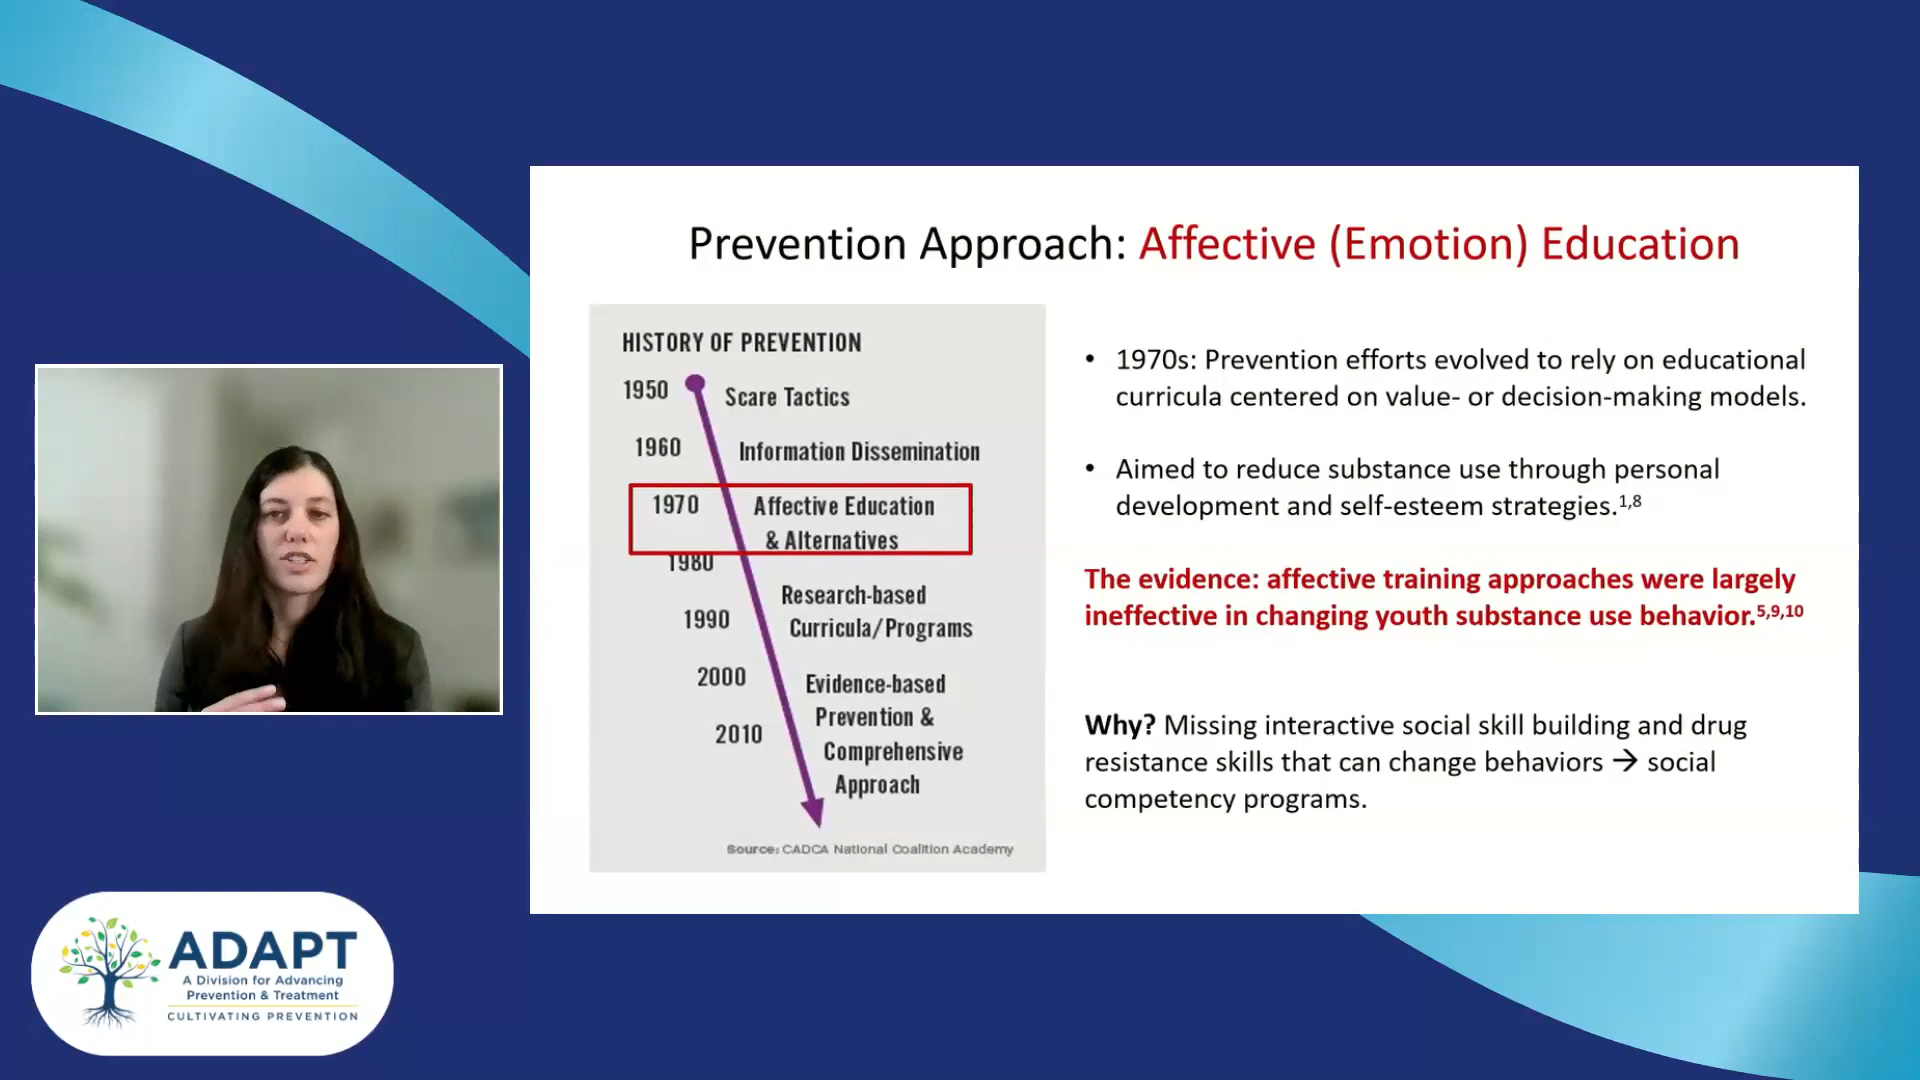 Prevention Approach: Affective (Emotion) Education
HISTORY OF PREVENTION
1950 Scare Tactics
1960 Information Dissemination
1970 Affective Education
& Alternatives
1980
Research-based
1990 Curricula/Programs
2000 Evidence-based
Prevention &
2010 Comprehensive
Approach
Source: CADCA National Coalition Academy
• 1970s: Prevention efforts evolved to rely on educational
curricula centered on value- or decision-making models.
• Aimed to reduce substance use through personal
development and self-esteem strategies.1,8
The evidence: affective training approaches were largely
ineffective in changing youth substance use behavior.5,9,10
Why? Missing interactive social skill building and drug
resistance skills that can change behaviors → social
competency programs.
ADAPT
A Division for Advancing
Prevention & Treatment
CULTIVATING PREVENTION